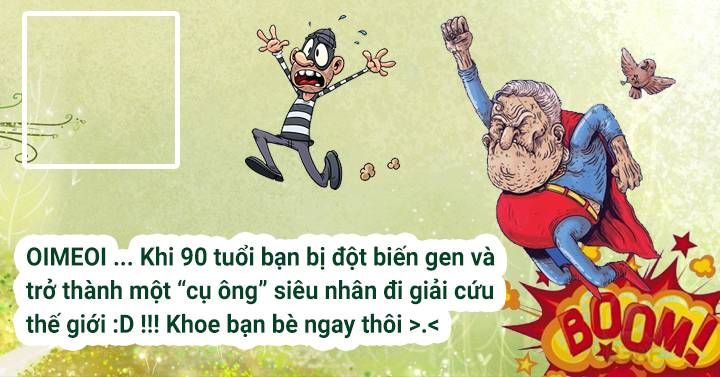 OIMEOI ... Khi 90 tuổi bạn bị đột biến gen và
trở thành một “cụ ông” siêu nhân đi giải cứu
thế giới :D !!! Khoe bạn bè ngay thôi >.<
BOOM!